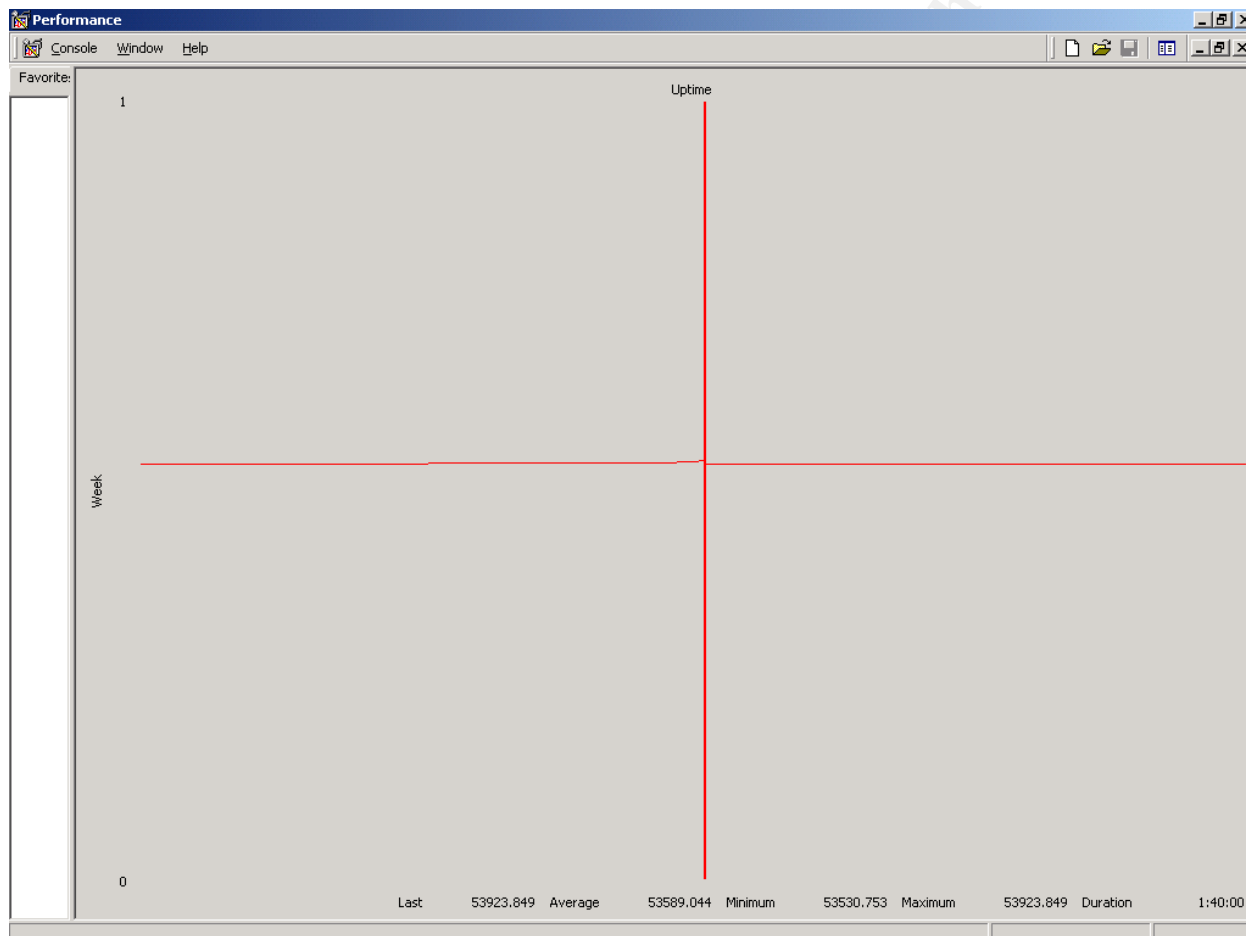 Performance
Console Window Help
Favorite:
Uptime
1
Week
0
Last 53923.849 Average 53589.044 Minimum 53530.753 Maximum 53923.849 Duration 1:40:00